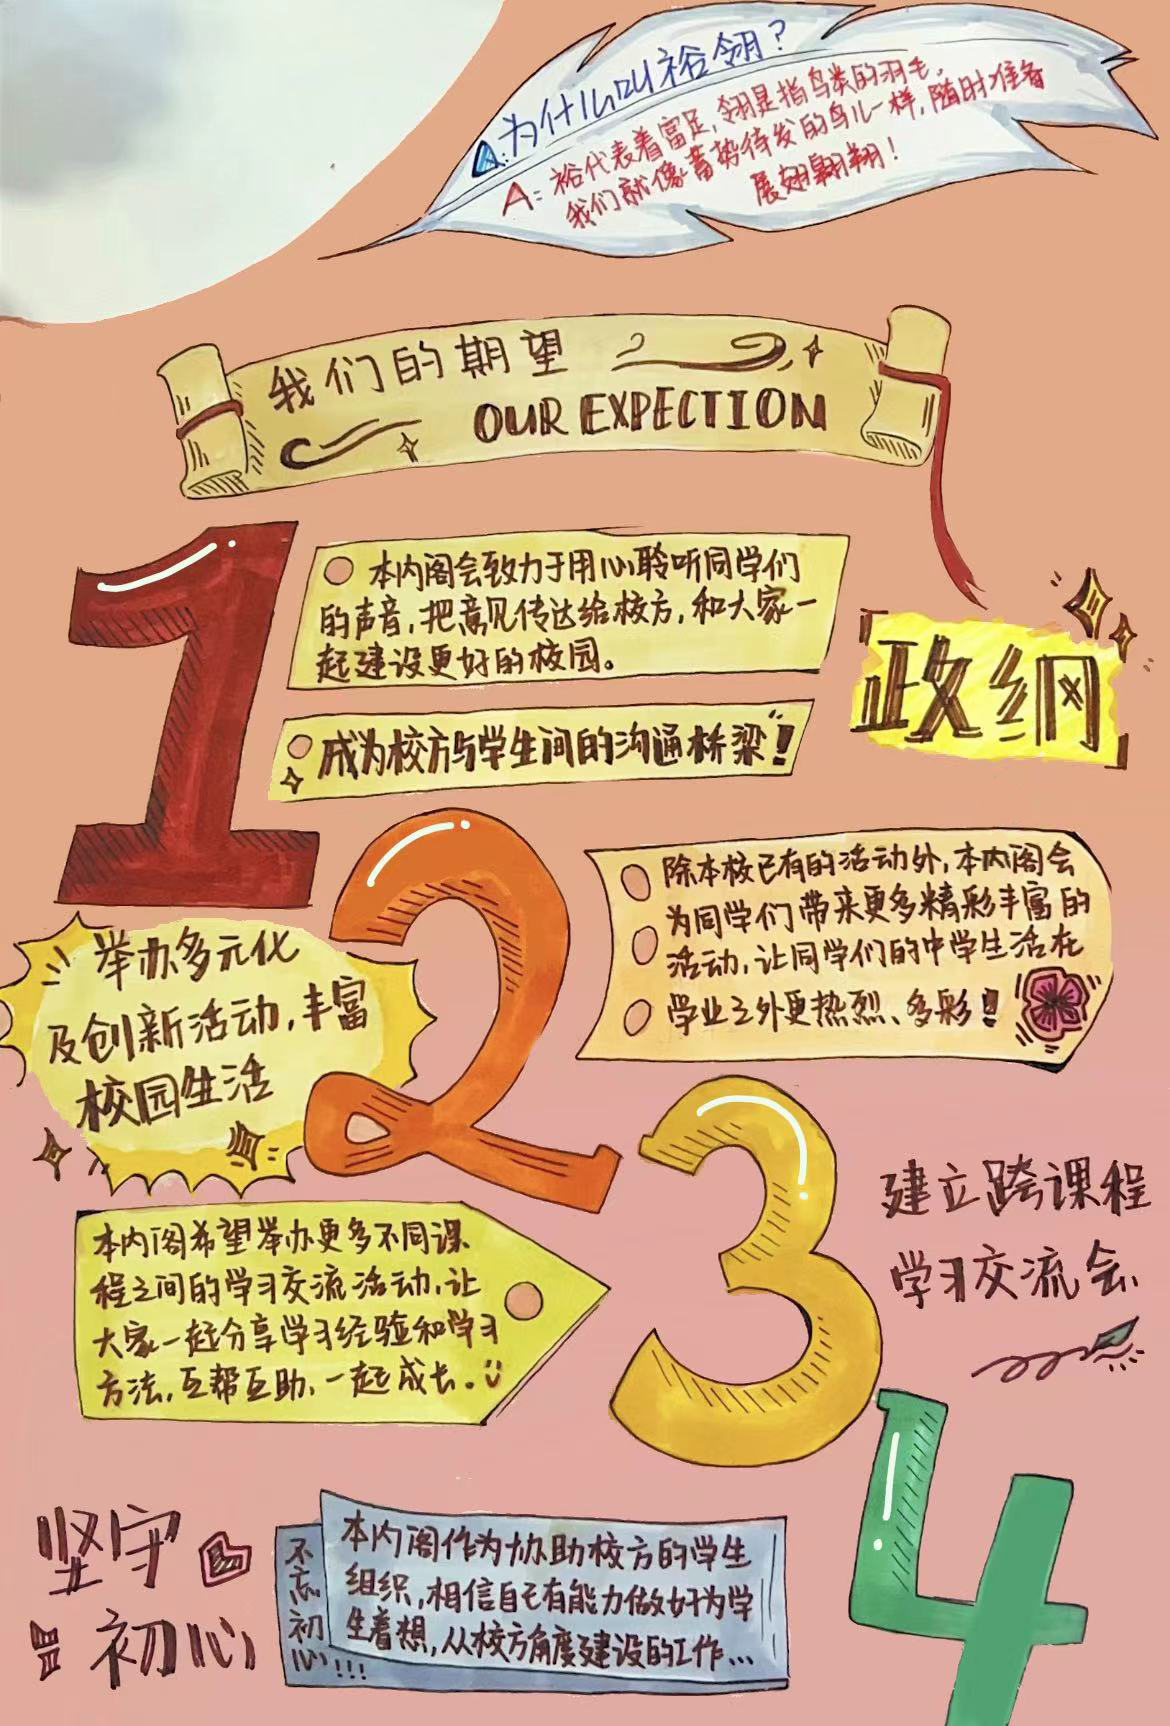 Q:为什么叫裕翎?
A:裕代表着富足,翎是指鸟类的羽毛,
我们就像蓄势待发的鸟儿一样,随时准备
展翅翱翔!
我们的期望
OUR EXPECTION
政纲
1
本内阁会致力于用心聆听同学们
的声音,把意见传达给校方,和大家一
起建设更好的校园。
成为校方与学生间的沟通桥梁!
2
举办多元化
及创新活动,丰富
校园生活
除本校已有的活动外,本内阁会
为同学们带来更多精彩丰富的
活动,让同学们的中学生活在
学业之外更热烈、多彩!
3
建立跨课程
学习交流会
本内阁希望举办更多不同课
程之间的学习交流活动,让
大家一起分享学习经验和学习
方法,互帮互助,一起成长。
4
坚守
初心
不忘初心!!!
本内阁作为协助校方的学生
组织,相信自己有能力做好为学
生着想,从校方角度建设的工作...